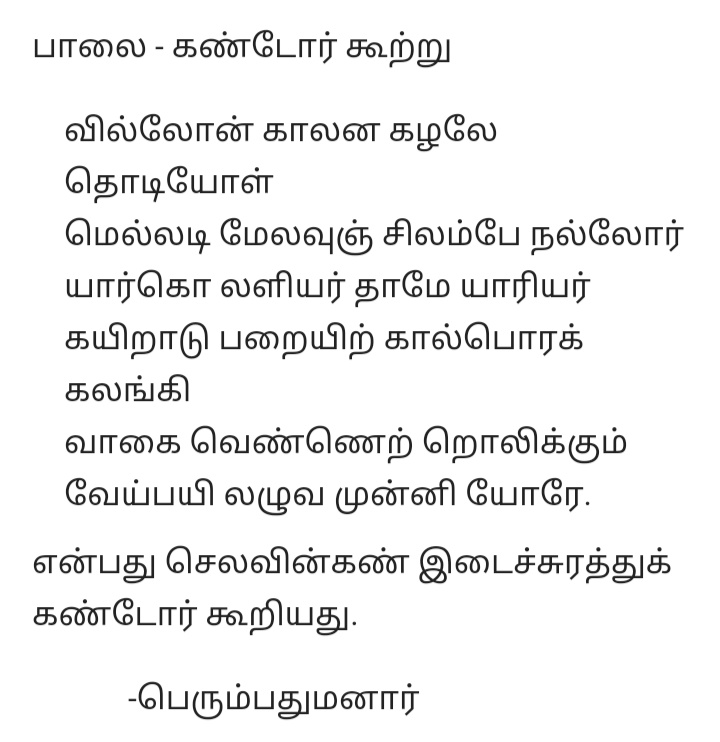 பாலை - கண்டோர் கூற்று
வில்லோன் காலன கழலே
தொடியோள்
மெல்லடி மேலவுஞ் சிலம்பே நல்லோர்
யார்கொ லளியர் தாமே யாரியர்
கயிறாடு பறையிற் கால்பொரக்
கலங்கி
வாகை வெண்ணெற் றொலிக்கும்
வேய்பயி லழுவ முன்னி யோரே.
என்பது செலவின்கண் இடைச்சுரத்துக்
கண்டோர் கூறியது.
-பெரும்பதுமனார்